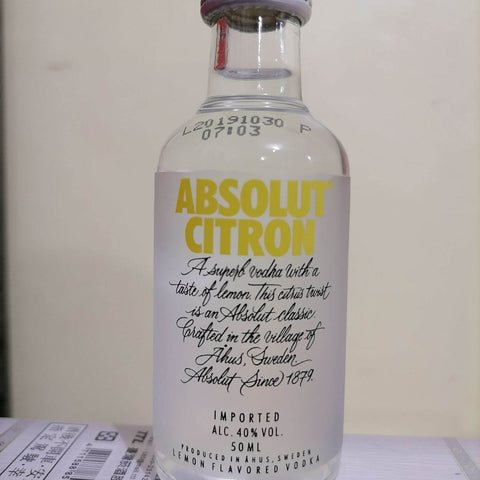 L20191030 P
07:03
ABSOLUT
CITRON
A superb vodka with a
taste of lemon. This citrus twist
is an Absolut classic.
Crafted in the village of
Åhus, Sweden.
Absolut Since 1879.
IMPORTED
ALC. 40% VOL.
50ML
PRODUCED IN ÅHUS, SWEDEN
LEMON FLAVORED VODKA